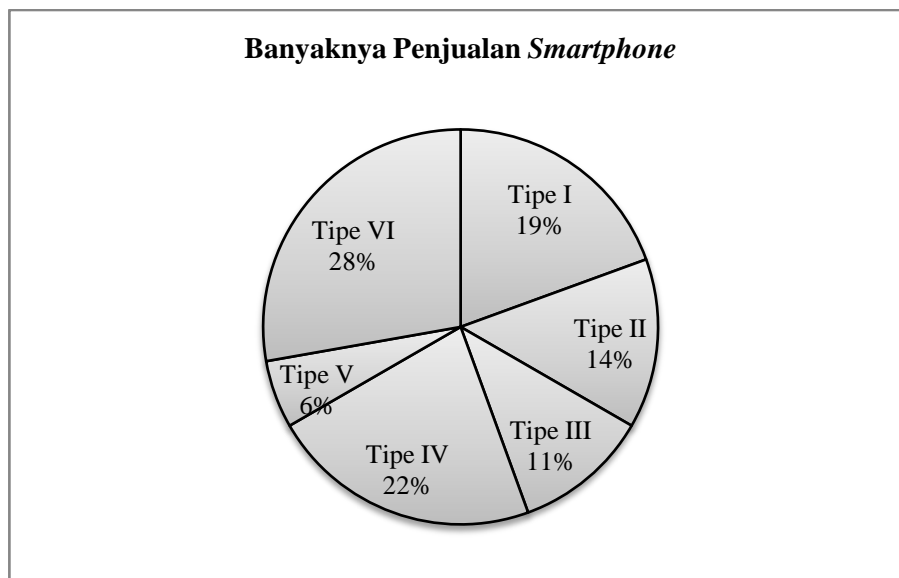 Banyaknya Penjualan Smartphone
Tipe I
19%
Tipe II
14%
Tipe III
11%
Tipe IV
22%
Tipe V
6%
Tipe VI
28%